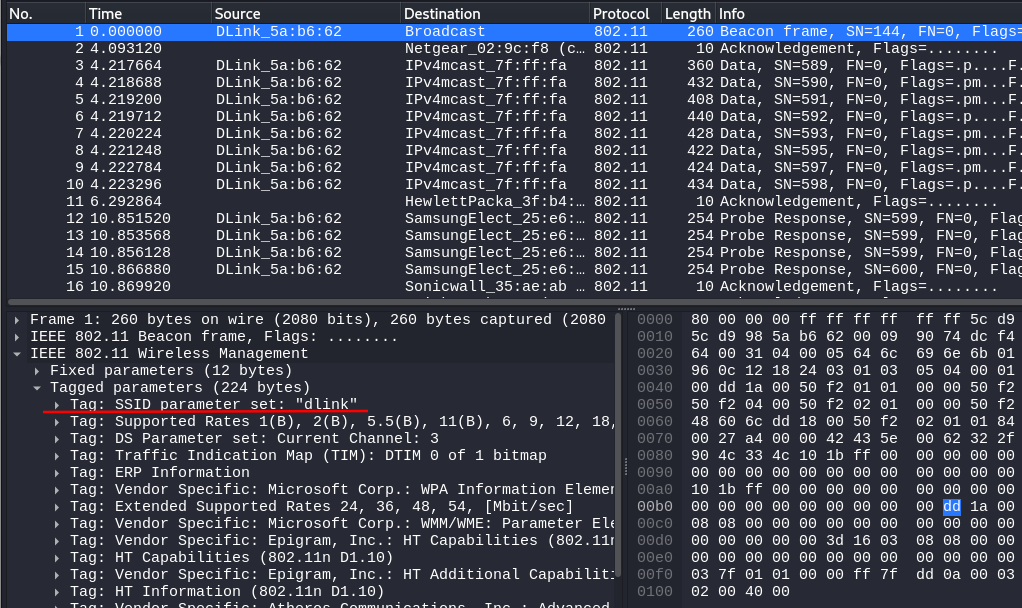 No. Time Source Destination Protocol Length Info
1 0.000000 DLink_5a:b6:62 Broadcast 802.11 260 Beacon frame, SN=144, FN=0, Flags=
2 4.093120 Netgear_02:9c:f8 (c… 802.11 10 Acknowledgement, Flags=........
3 4.217664 DLink_5a:b6:62 IPv4mcast_7f:ff:fa 802.11 360 Data, SN=589, FN=0, Flags=.p....F.
4 4.218688 DLink_5a:b6:62 IPv4mcast_7f:ff:fa 802.11 432 Data, SN=590, FN=0, Flags=.pm...F.
5 4.219200 DLink_5a:b6:62 IPv4mcast_7f:ff:fa 802.11 408 Data, SN=591, FN=0, Flags=.pm...F.
6 4.219712 DLink_5a:b6:62 IPv4mcast_7f:ff:fa 802.11 440 Data, SN=592, FN=0, Flags=.pm...F.
7 4.220224 DLink_5a:b6:62 IPv4mcast_7f:ff:fa 802.11 428 Data, SN=593, FN=0, Flags=.pm...F.
8 4.221248 DLink_5a:b6:62 IPv4mcast_7f:ff:fa 802.11 422 Data, SN=595, FN=0, Flags=.pm...F.
9 4.222784 DLink_5a:b6:62 IPv4mcast_7f:ff:fa 802.11 424 Data, SN=597, FN=0, Flags=.pm...F.
10 4.223296 DLink_5a:b6:62 IPv4mcast_7f:ff:fa 802.11 434 Data, SN=598, FN=0, Flags=.p....F.
11 6.292864 HewlettPacka_3f:b4:… 802.11 10 Acknowledgement, Flags=........
12 10.851520 DLink_5a:b6:62 SamsungElect_25:e6:… 802.11 254 Probe Response, SN=599, FN=0, Flag
13 10.853568 DLink_5a:b6:62 SamsungElect_25:e6:… 802.11 254 Probe Response, SN=599, FN=0, Flag
14 10.856128 DLink_5a:b6:62 SamsungElect_25:e6:… 802.11 254 Probe Response, SN=599, FN=0, Flag
15 10.866880 DLink_5a:b6:62 SamsungElect_25:e6:… 802.11 254 Probe Response, SN=600, FN=0, Flag
16 10.869920 Sonicwall_35:ae:ab … 802.11 10 Acknowledgement, Flags=........
Frame 1: 260 bytes on wire (2080 bits), 260 bytes captured (2080
IEEE 802.11 Beacon frame, Flags: ........
IEEE 802.11 Wireless Management
Fixed parameters (12 bytes)
Tagged parameters (224 bytes)
Tag: SSID parameter set: "dlink"
Tag: Supported Rates 1(B), 2(B), 5.5(B), 11(B), 6, 9, 12, 18,
Tag: DS Parameter set: Current Channel: 3
Tag: Traffic Indication Map (TIM): DTIM 0 of 1 bitmap
Tag: ERP Information
Tag: Vendor Specific: Microsoft Corp.: WPA Information Elemen
Tag: Extended Supported Rates 24, 36, 48, 54, [Mbit/sec]
Tag: Vendor Specific: Microsoft Corp.: WMM/WME: Parameter Ele
Tag: Vendor Specific: Epigram, Inc.: HT Capabilities (802.11n
Tag: HT Capabilities (802.11n D1.10)
Tag: Vendor Specific: Epigram, Inc.: HT Additional Capabiliti
Tag: HT Information (802.11n D1.10)
Tag: Vendor Specific: Atheros Communications, Inc.: Advanced
0000 80 00 00 00 ff ff ff ff ff ff 5c d9
0010 5c d9 98 5a b6 62 00 09 90 74 dc f4
0020 64 00 31 04 00 05 64 6c 69 6e 6b 01
0030 96 0c 12 18 24 03 01 03 05 04 00 01
0040 00 dd 1a 00 50 f2 01 01 00 00 50 f2
0050 50 f2 04 00 50 f2 02 01 00 00 50 f2
0060 48 60 6c dd 18 00 50 f2 02 01 01 84
0070 00 27 a4 00 00 42 43 5e 00 62 32 2f
0080 90 4c 33 4c 10 1b ff 00 00 00 00 00
0090 00 00 00 00 00 00 00 00 00 00 00 00
00a0 10 1b ff 00 00 00 00 00 00 00 00 00
00b0 00 00 00 00 00 00 00 00 00 dd 1a 00
00c0 08 08 00 00 00 00 00 00 00 00 00 00
00d0 00 00 00 00 00 3d 16 03 08 08 00 00
00e0 00 00 00 00 00 00 00 00 00 00 00 00
00f0 03 7f 01 01 00 00 ff 7f dd 0a 00 03
0100 02 00 40 00